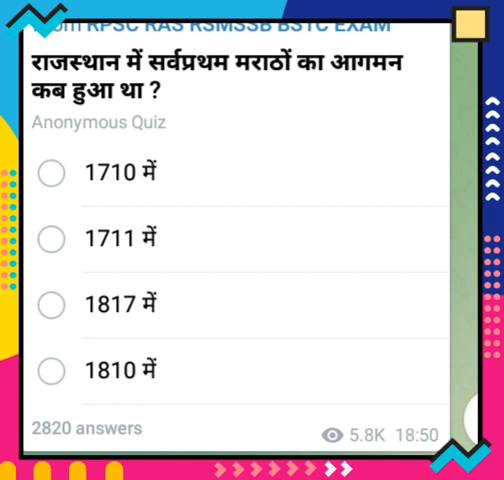 RPSC RAS RSMSSB BSTC EXAM
राजस्थान में सर्वप्रथम मराठों का आगमन
कब हुआ था ?
Anonymous Quiz
1710 में
1711 में
1817 में
1810 में
2820 answers
5.8K 18:50